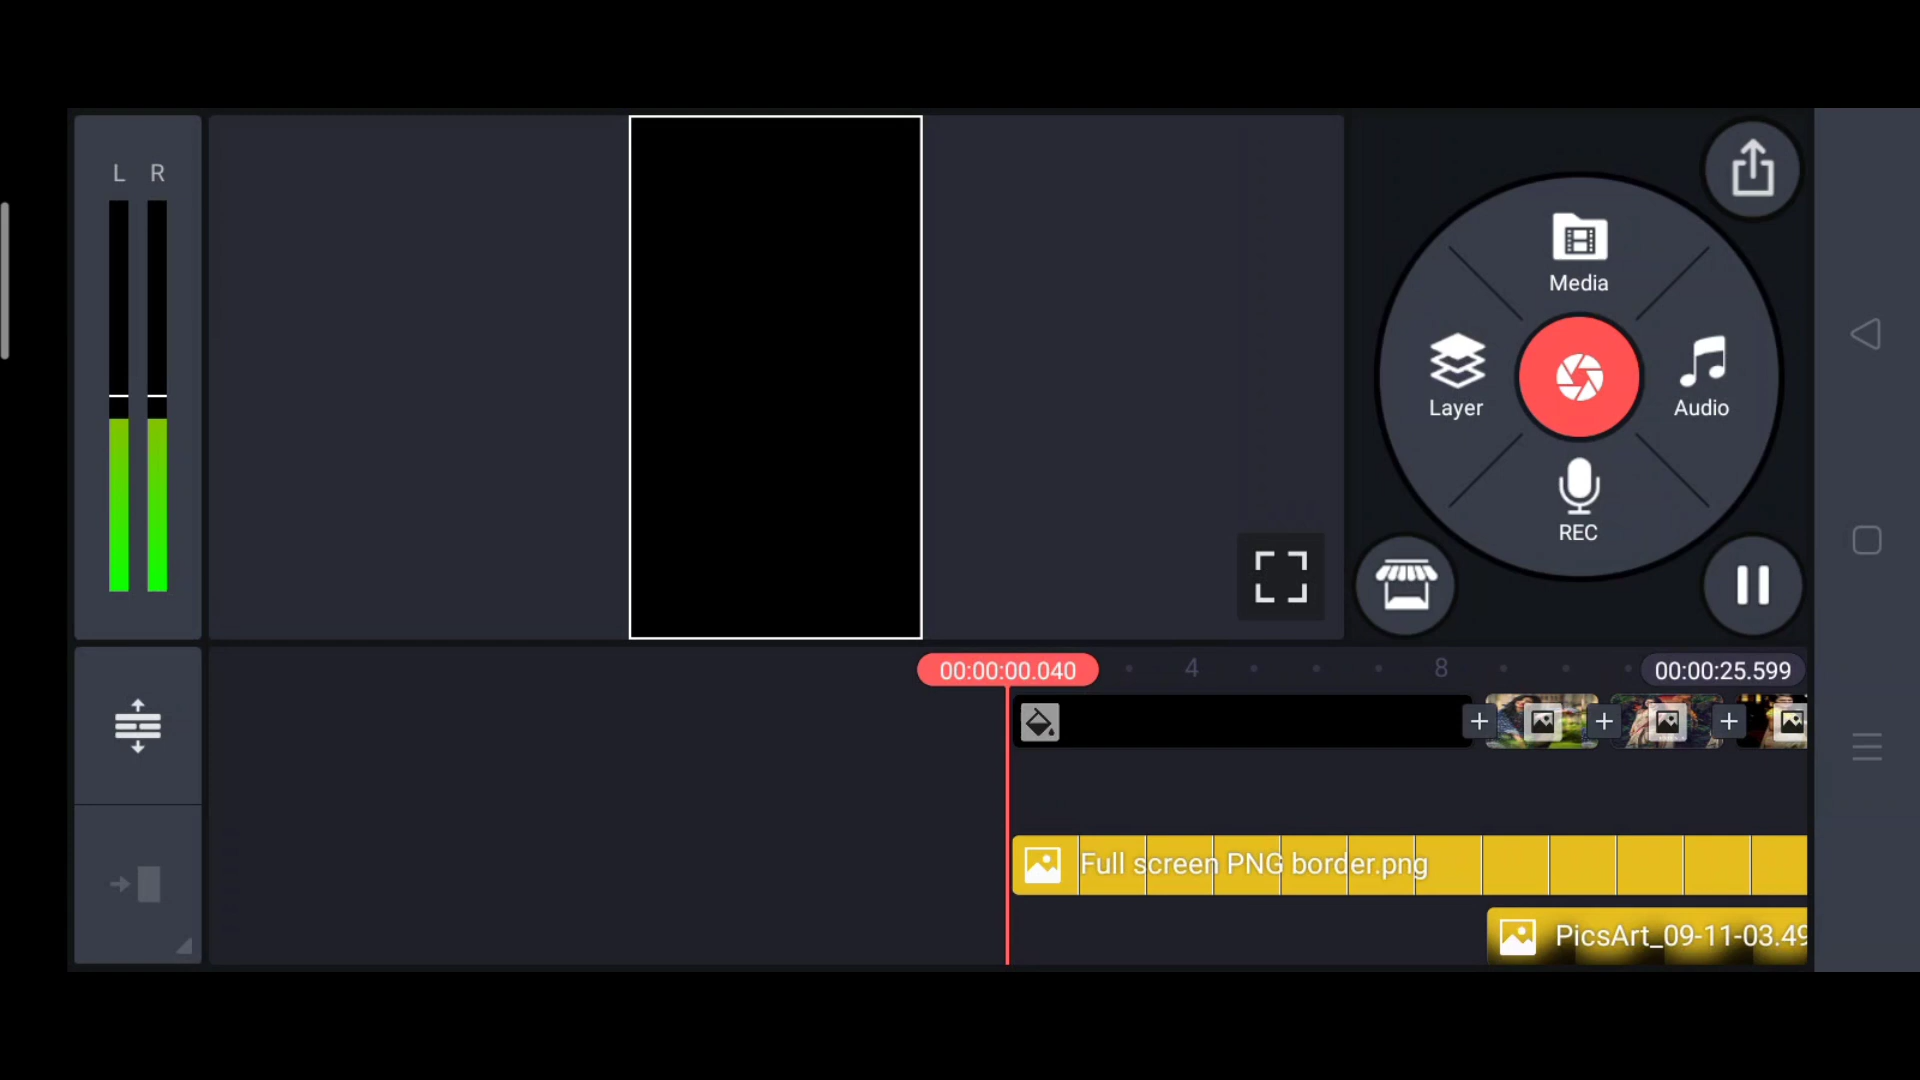 L R
Media
Layer
Audio
REC
00:00:00.040
4
8
00:00:25.599
Full screen PNG border.png
PicsArt_09-11-03.49